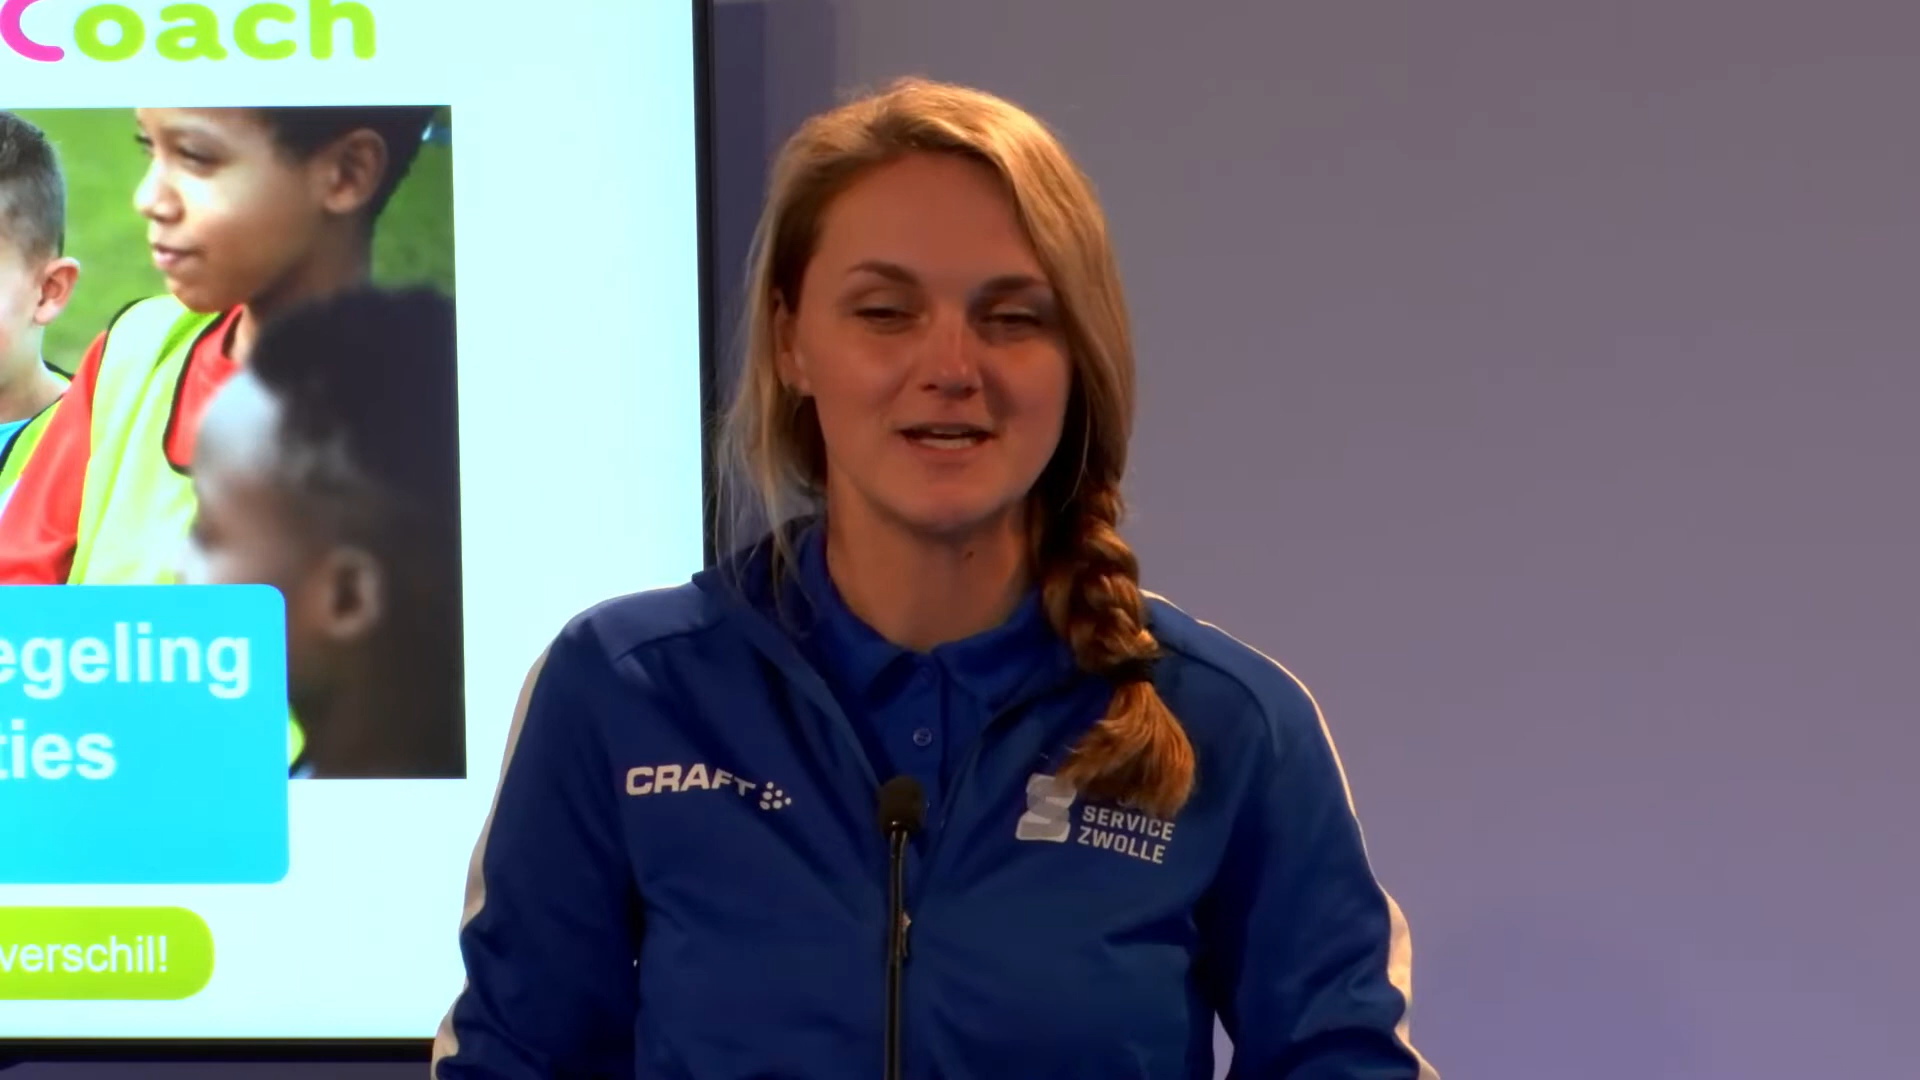 Coach
egeling
ties
verschil!
CRAFT
SERVICE
ZWOLLE